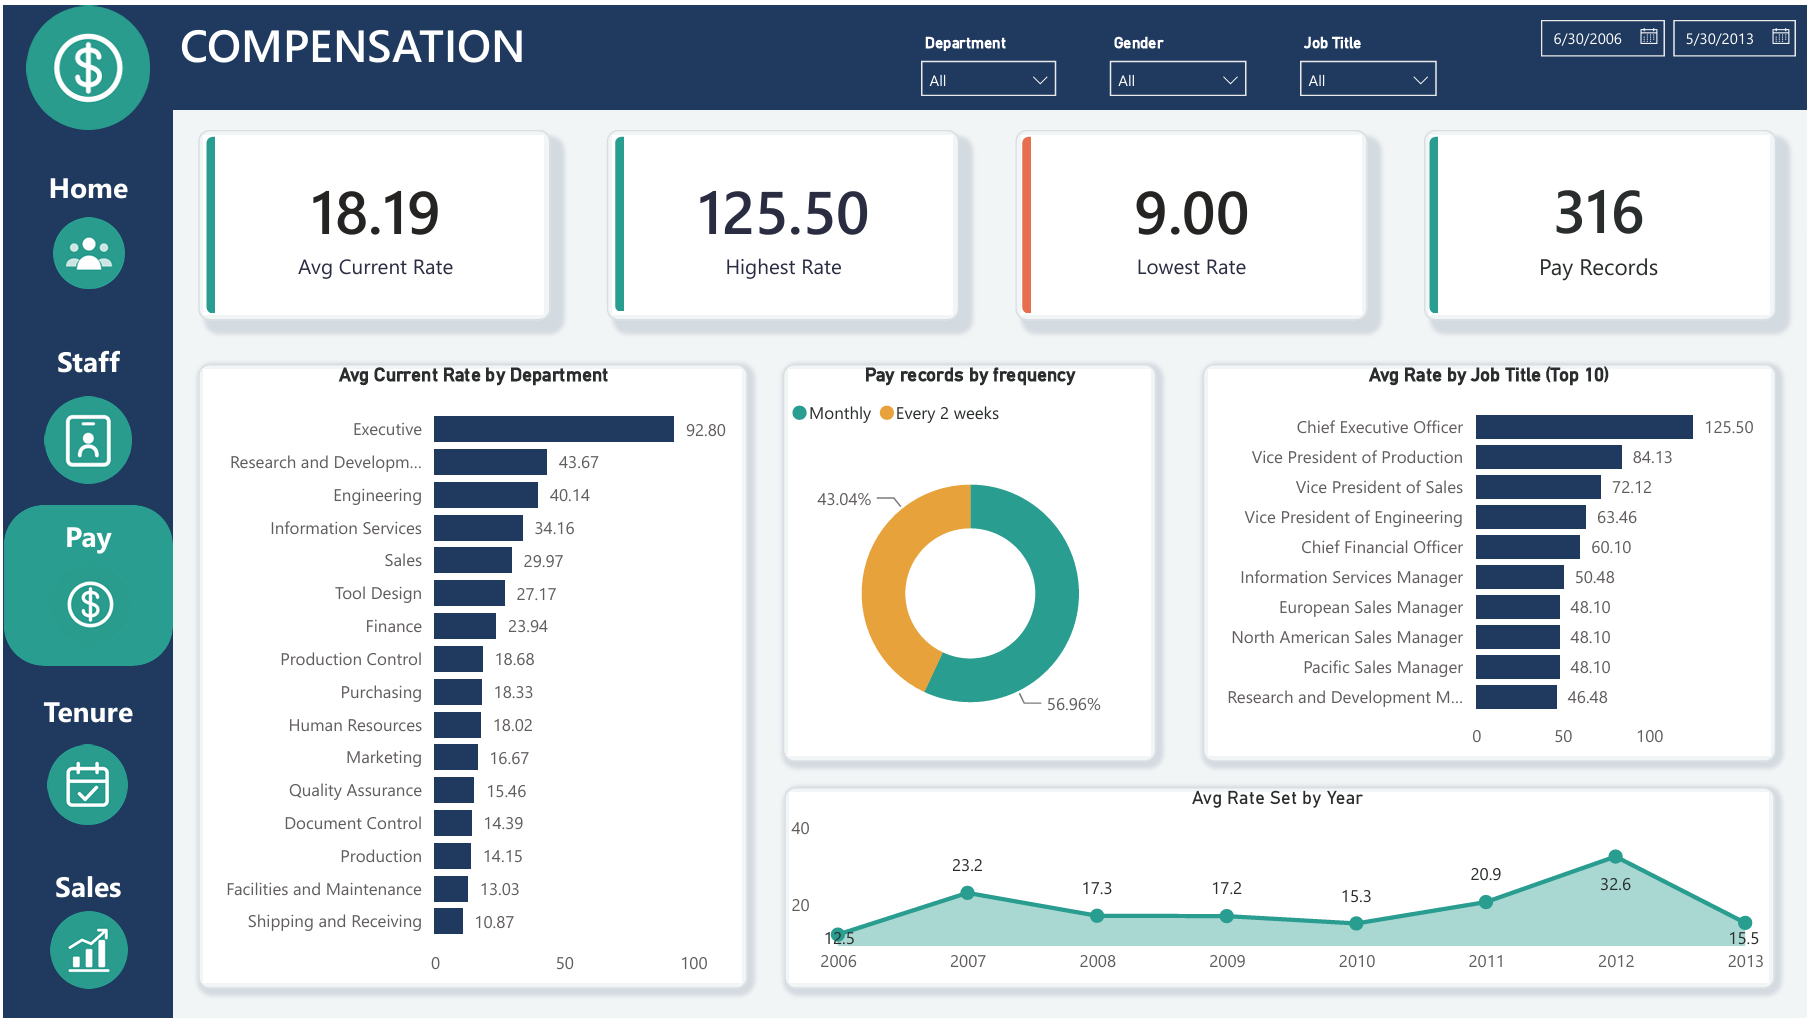 COMPENSATION
Department
All
Gender
All
Job Title
All
6/30/2006
5/30/2013
Home
Staff
Pay
Tenure
Sales
18.19
Avg Current Rate
125.50
Highest Rate
9.00
Lowest Rate
316
Pay Records
Avg Current Rate by Department
Executive 92.80
Research and Developm... 43.67
Engineering 40.14
Information Services 34.16
Sales 29.97
Tool Design 27.17
Finance 23.94
Production Control 18.68
Purchasing 18.33
Human Resources 18.02
Marketing 16.67
Quality Assurance 15.46
Document Control 14.39
Production 14.15
Facilities and Maintenance 13.03
Shipping and Receiving 10.87
0 50 100
Pay records by frequency
Monthly Every 2 weeks
43.04%
56.96%
Avg Rate by Job Title (Top 10)
Chief Executive Officer 125.50
Vice President of Production 84.13
Vice President of Sales 72.12
Vice President of Engineering 63.46
Chief Financial Officer 60.10
Information Services Manager 50.48
European Sales Manager 48.10
North American Sales Manager 48.10
Pacific Sales Manager 48.10
Research and Development M... 46.48
0 50 100
Avg Rate Set by Year
40
20
12.5 23.2 17.3 17.2 15.3 20.9 32.6 15.5
2006 2007 2008 2009 2010 2011 2012 2013